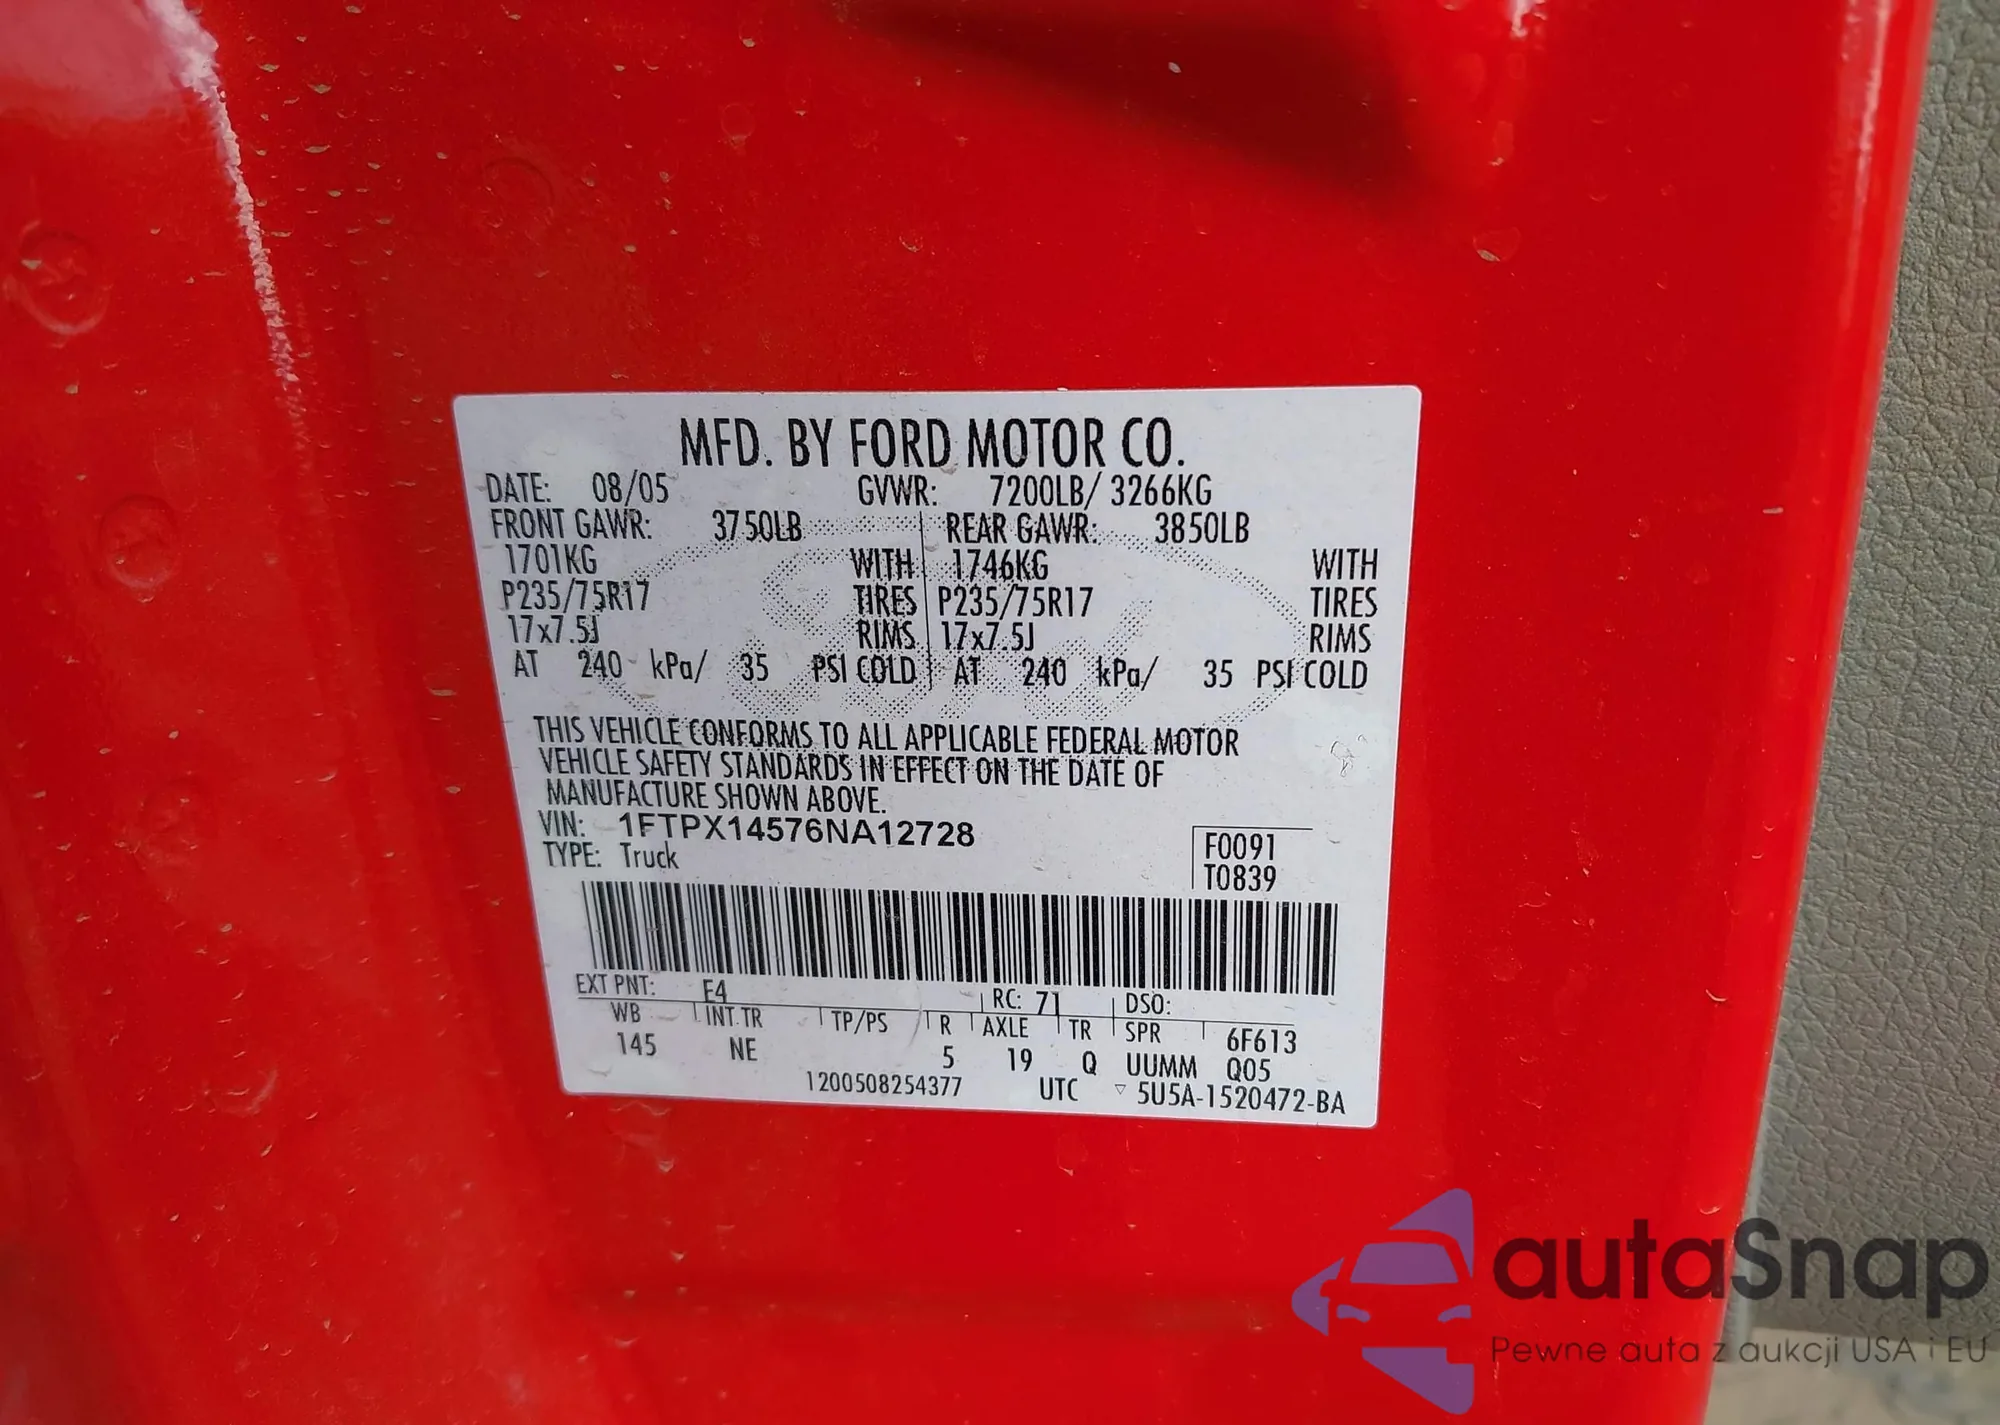 MFD. BY FORD MOTOR CO.
DATE: 08/05 GVWR: 7200LB/ 3266KG
FRONT GAWR: 3750LB REAR GAWR: 3850LB
1701KG WITH 1746KG WITH
P235/75R17 TIRES P235/75R17 TIRES
17x7.5J RIMS 17x7.5J RIMS
AT 240 kPa/ 35 PSI COLD AT 240 kPa/ 35 PSI COLD
THIS VEHICLE CONFORMS TO ALL APPLICABLE FEDERAL MOTOR
VEHICLE SAFETY STANDARDS IN EFFECT ON THE DATE OF
MANUFACTURE SHOWN ABOVE.
VIN: 1FTPX14576NA12728
TYPE: Truck
F0091
T0839
EXT PNT: E4 RC: 71 DSO:
WB INT TR TP/PS R AXLE TR SPR 6F613
145 NE 5 19 Q UUMM Q05
1200508254377 UTC ▽ 5U5A-1520472-BA
autaSnap
Pewne auta z aukcji USA i EU